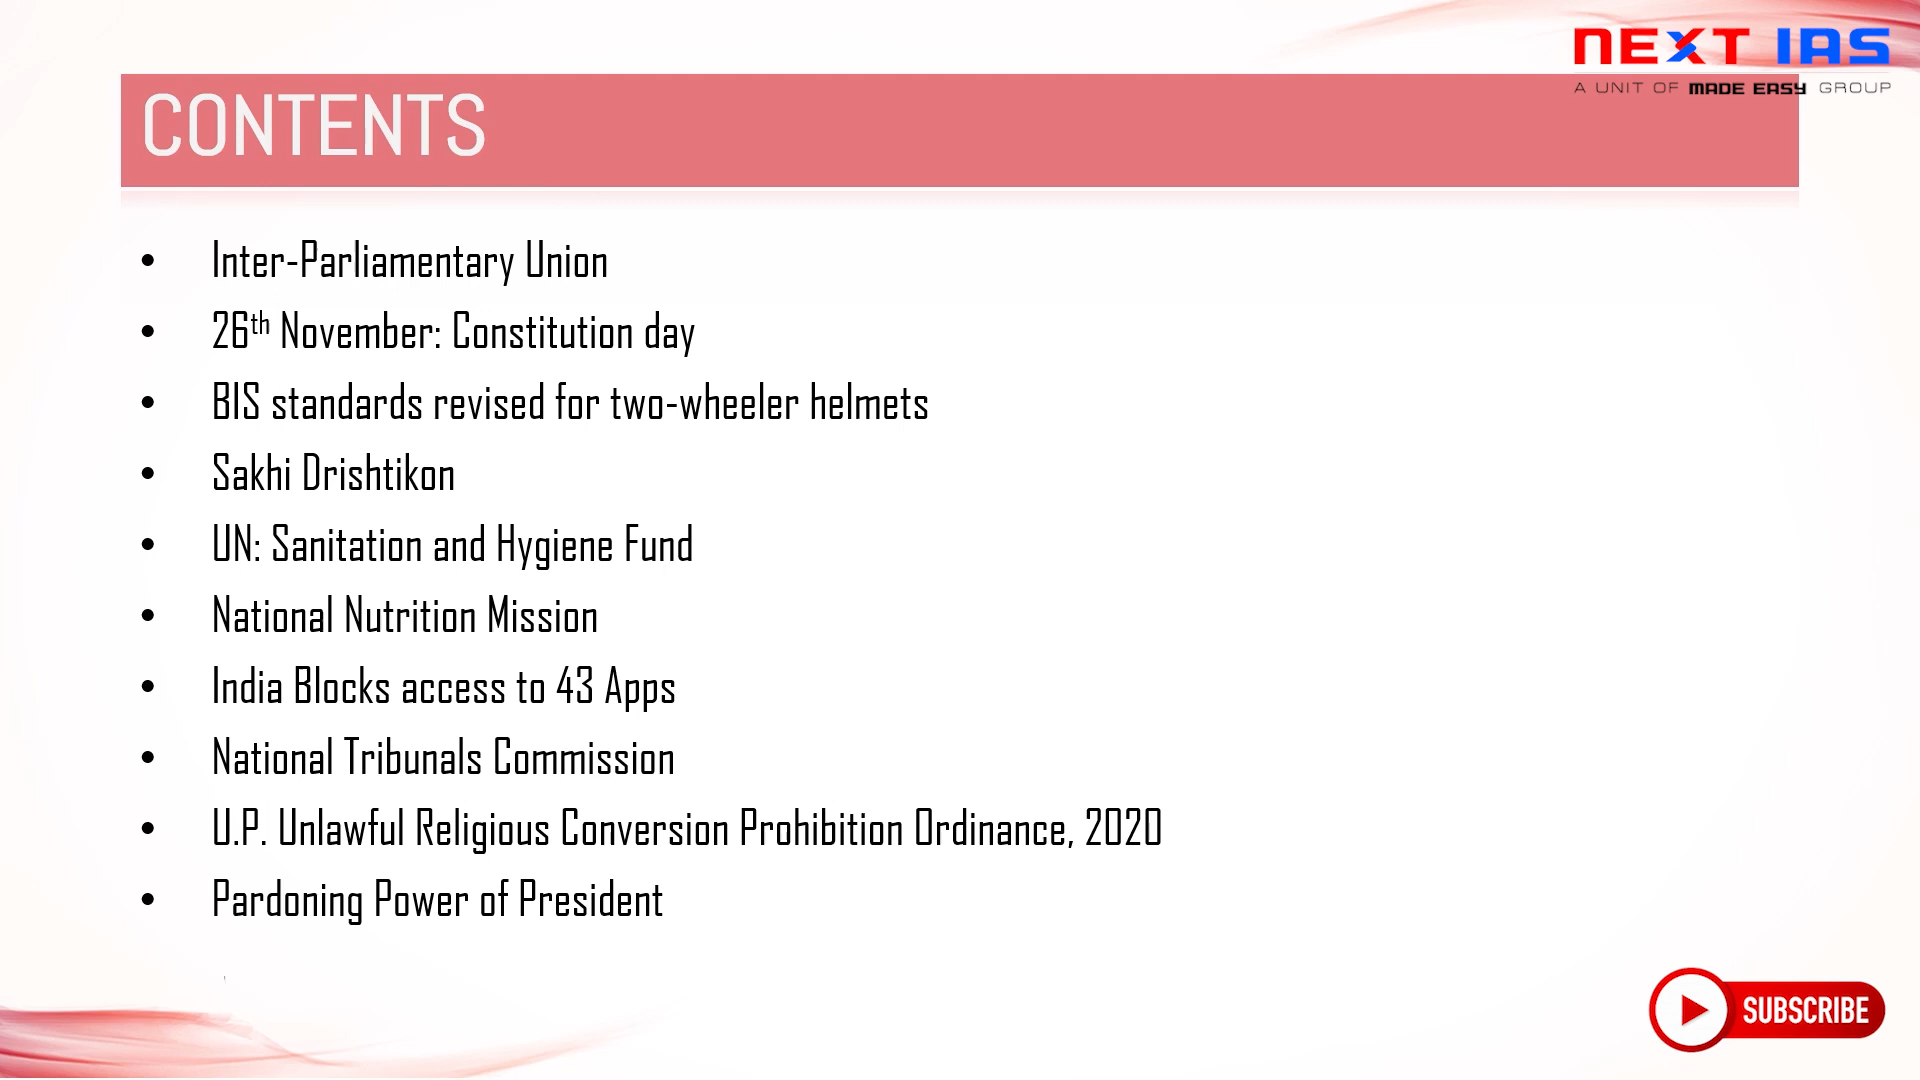 NEXT IAS
A UNIT OF MADE EASY GROUP
CONTENTS
• Inter-Parliamentary Union
• 26th November: Constitution day
• BIS standards revised for two-wheeler helmets
• Sakhi Drishtikon
• UN: Sanitation and Hygiene Fund
• National Nutrition Mission
• India Blocks access to 43 Apps
• National Tribunals Commission
• U.P. Unlawful Religious Conversion Prohibition Ordinance, 2020
• Pardoning Power of President
SUBSCRIBE